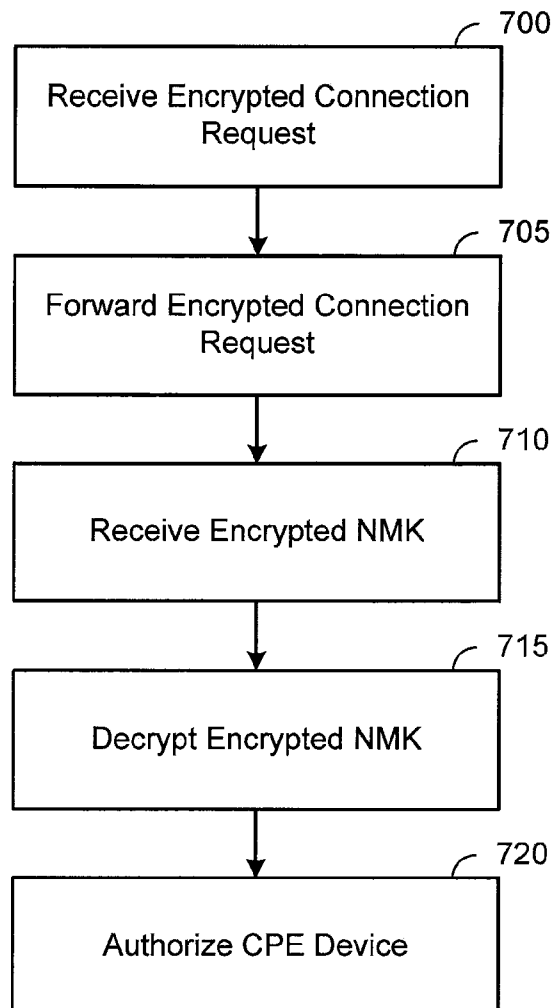 700
Receive Encrypted Connection
Request
705
Forward Encrypted Connection
Request
710
Receive Encrypted NMK
715
Decrypt Encrypted NMK
720
Authorize CPE Device